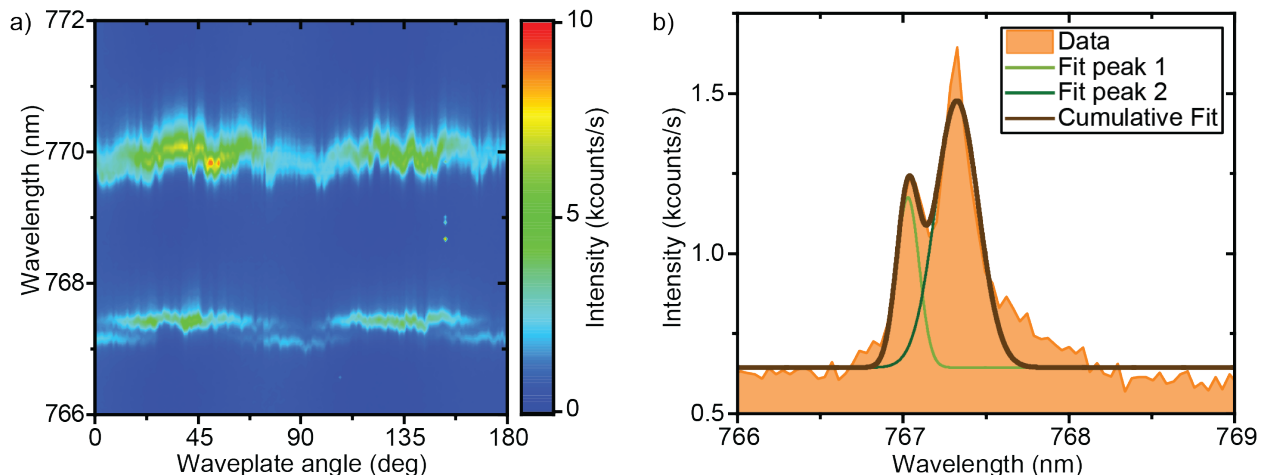 a)
772
770
768
766
Wavelength (nm)
0
45
90
135
180
Waveplate angle (deg)
10
5
0
Intensity (kcounts/s)
b)
1.5
1.0
0.5
Intensity (kcounts/s)
Data
Fit peak 1
Fit peak 2
Cumulative Fit
766
767
768
769
Wavelength (nm)